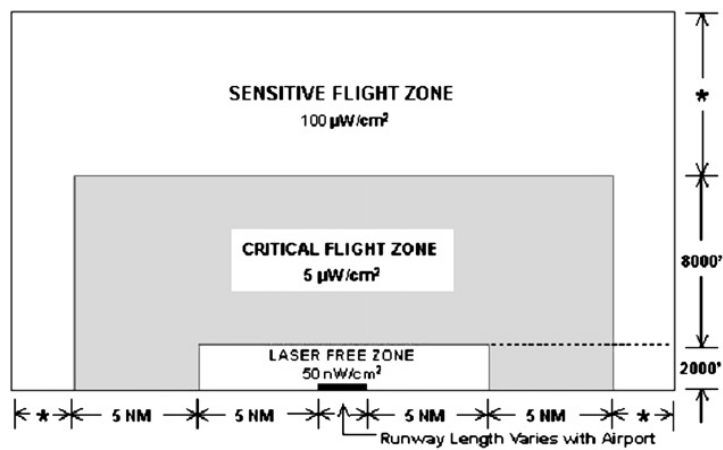 SENSITIVE FLIGHT ZONE
100 µW/cm²
*
CRITICAL FLIGHT ZONE
5 µW/cm²
8000'
LASER FREE ZONE
50 nW/cm²
2000'
* 5 NM 5 NM 5 NM 5 NM *
Runway Length Varies with Airport